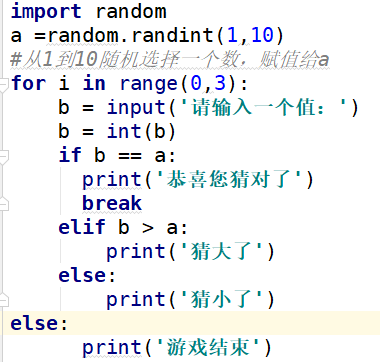 import random
a =random.randint(1,10)
#从1到10随机选择一个数，赋值给a
for i in range(0,3):
    b = input('请输入一个值：')
    b = int(b)
    if b == a:
      print('恭喜您猜对了')
      break
    elif b > a:
        print('猜大了')
    else:
        print('猜小了')
else:
      print('游戏结束')